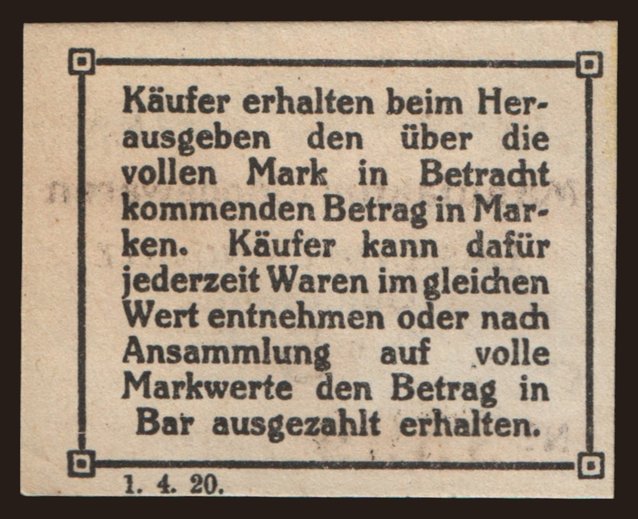 Käufer erhalten beim Her-
ausgeben den über die
vollen Mark in Betracht
kommenden Betrag in Mar-
ken. Käufer kann dafür
jederzeit Waren im gleichen
Wert entnehmen oder nach
Ansammlung auf volle
Markwerte den Betrag in
Bar ausgezahlt erhalten.
1. 4. 20.